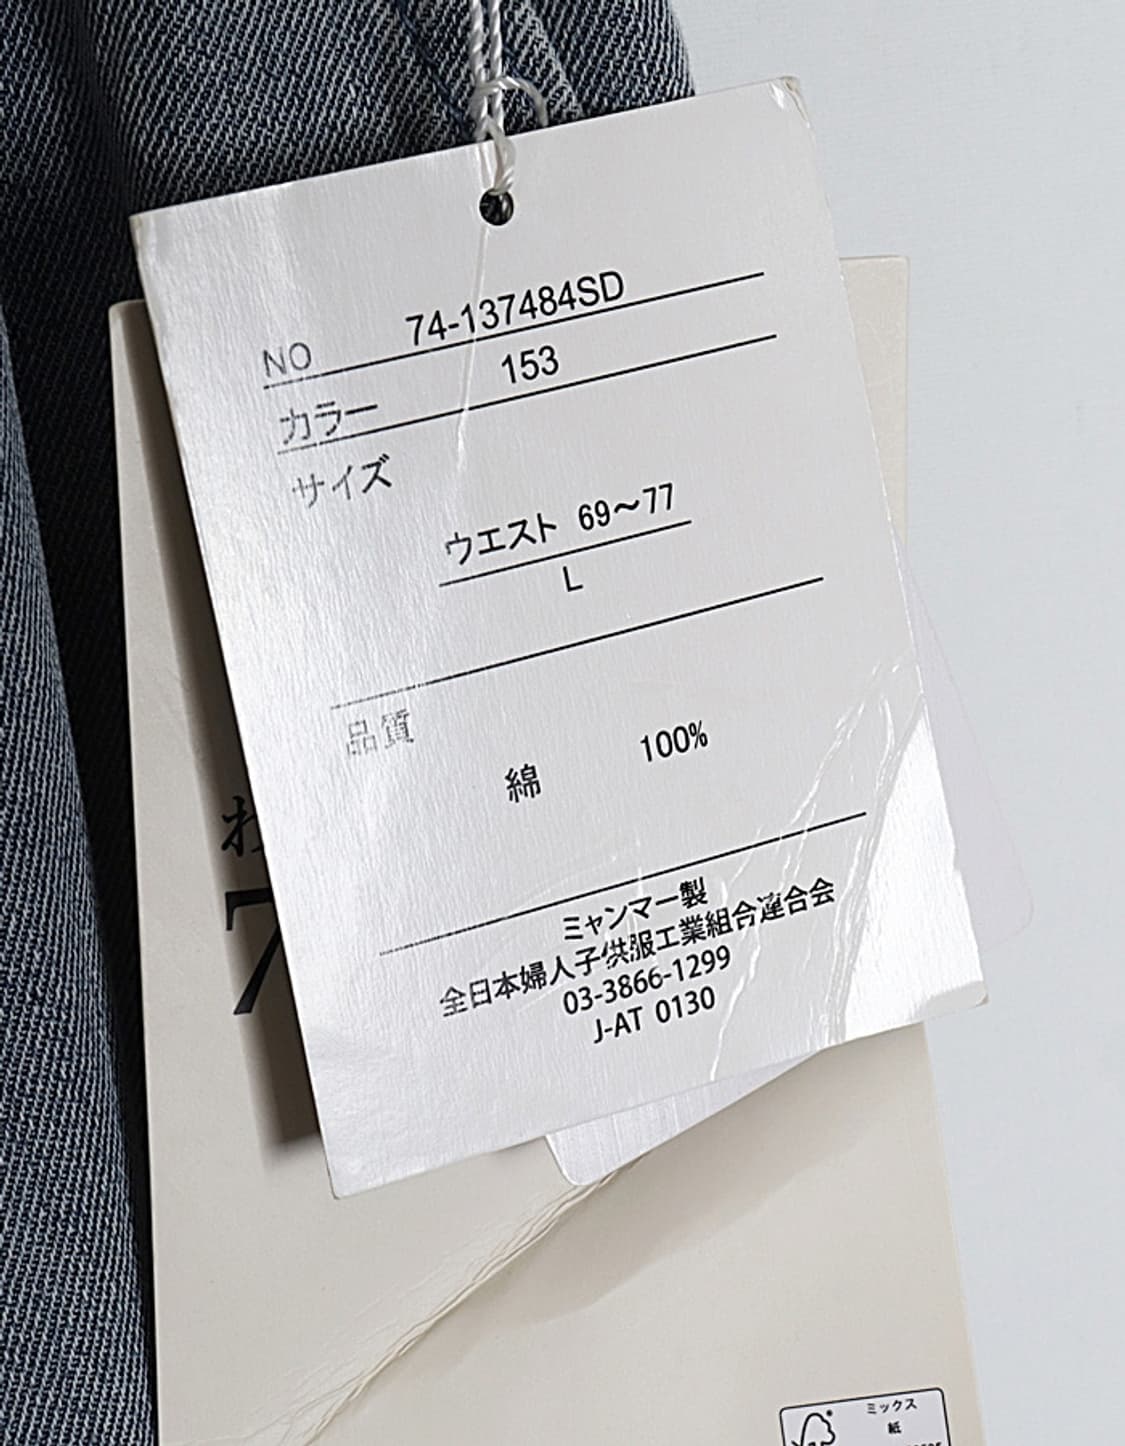 NO 74-137484SD
カラー 153
サイズ
ウエスト 69～77
L
品質
綿 100%
ミャンマー製
全日本婦人子供服工業組合連合会
03-3866-1299
J-AT 0130
7
ミックス
紙